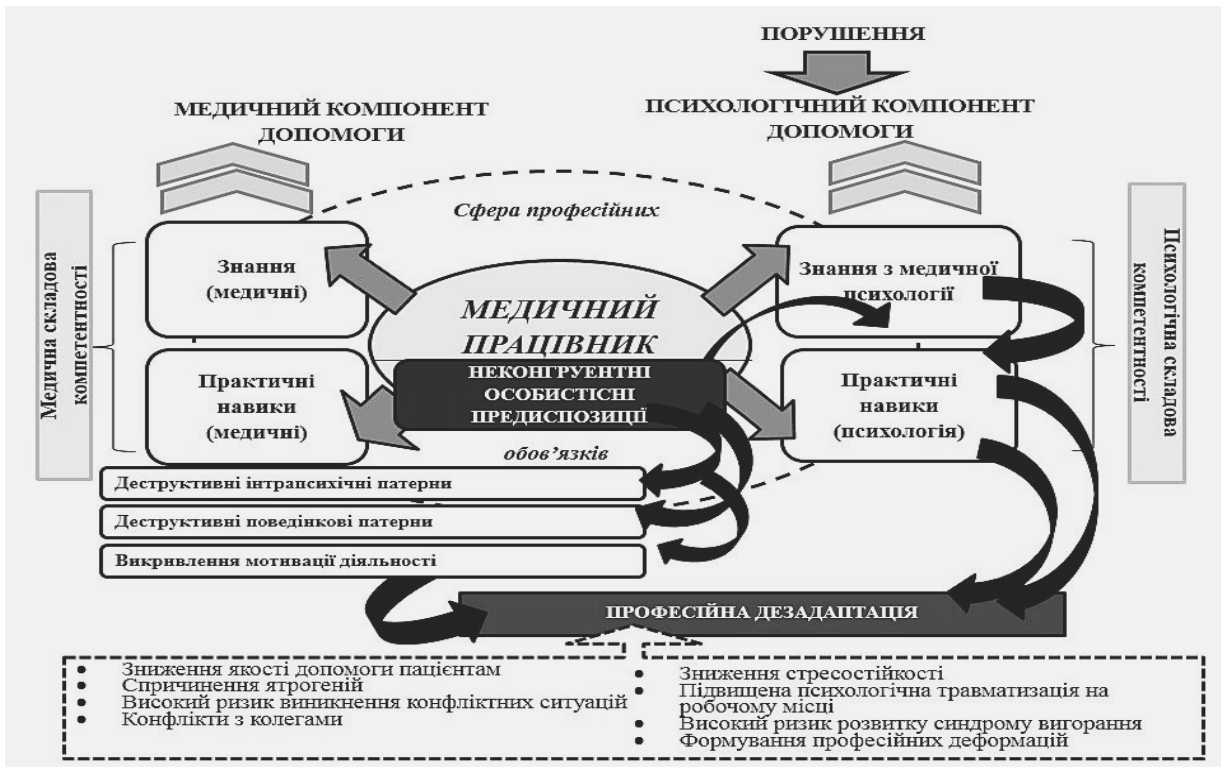 ПОРУШЕННЯ
МЕДИЧНИЙ КОМПОНЕНТ
ДОПОМОГИ
ПСИХОЛОГІЧНИЙ КОМПОНЕНТ
ДОПОМОГИ
Медична складова
компетентності
Сфера професійних
Знання
(медичні)
Знання з медичної
психології
МЕДИЧНИЙ
ПРАЦІВНИК
НЕКОНГРУЕНТНІ
ОСОБИСТІСНІ
ПРЕДИСПОЗИЦІЇ
Практичні
навики
(медичні)
Практичні
навики
(психологія)
Психологічна складова
компетентності
обов’язків
Деструктивні інтрапсихічні патерни
Деструктивні поведінкові патерни
Викривлення мотивації діяльності
ПРОФЕСІЙНА ДЕЗАДАПТАЦІЯ
• Зниження якості допомоги пацієнтам
• Спричинення ятрогеній
• Високий ризик виникнення конфліктних ситуацій
• Конфлікти з колегами
• Зниження стресостійкості
• Підвищена психологічна травматизація на
робочому місці
• Високий ризик розвитку синдрому вигорання
• Формування професійних деформацій